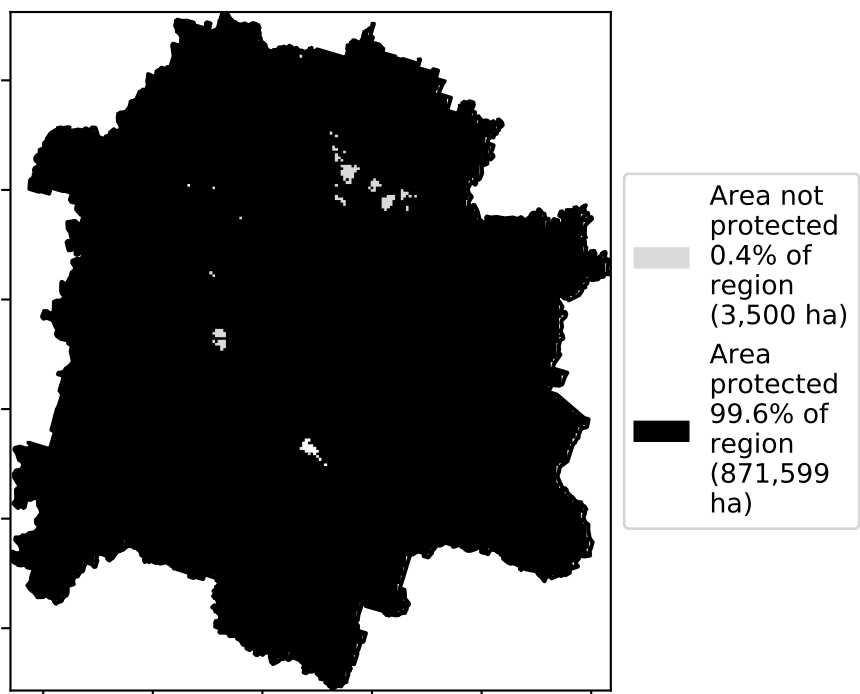 Area not
protected
0.4% of
region
(3,500 ha)
Area
protected
99.6% of
region
(871,599
ha)